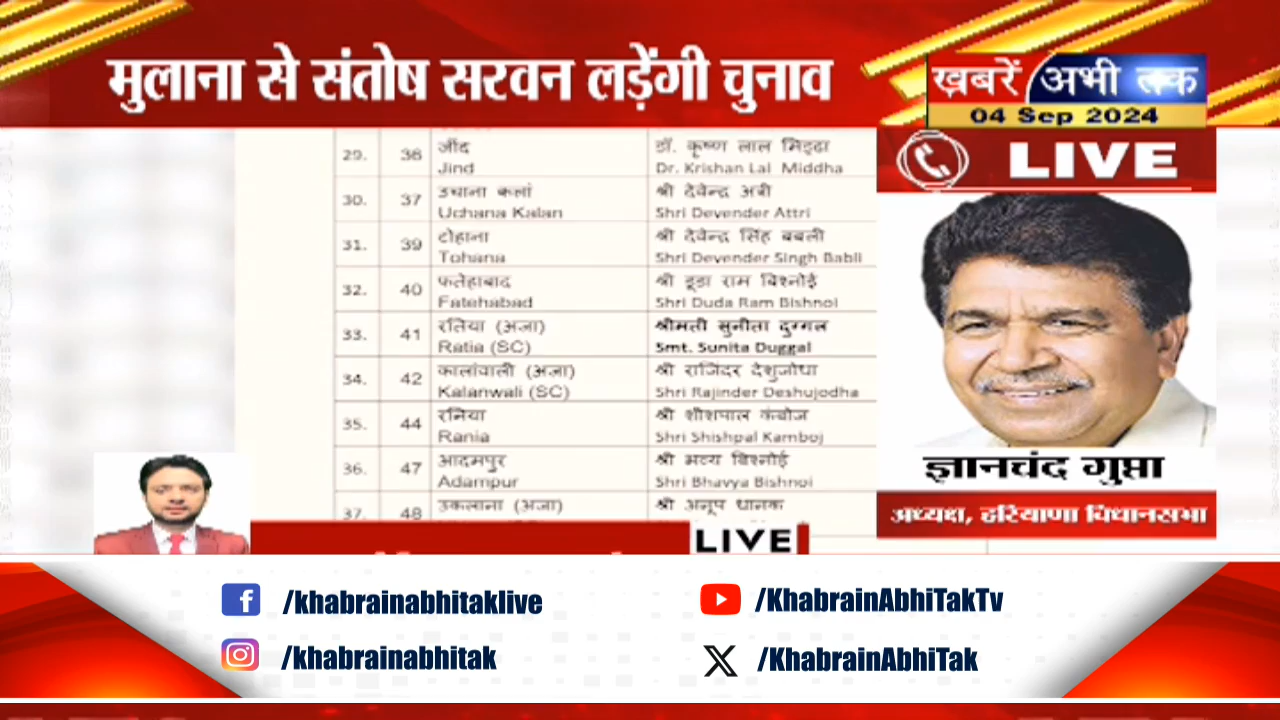 मुलाना से संतोष सरवन लड़ेंगी चुनाव
ख़बरें अभी तक
04 Sep 2024
LIVE
29. 36 जींद डॉ. कृष्ण लाल मिड्ढा
Jind Dr. Krishan Lal Middha
30. 37 उचाना कलां श्री देवेन्द्र अत्री
Uchana Kalan Shri Devender Attri
31. 39 टोहाना श्री देवेन्द्र सिंह बबली
Tohana Shri Devender Singh Babli
32. 40 फतेहाबाद श्री डूडा राम बिश्नोई
Fatehabad Shri Duda Ram Bishnoi
33. 41 रतिया (अजा) श्रीमती सुनीता दुग्गल
Ratia (SC) Smt. Sunita Duggal
34. 42 कालांवाली (अजा) श्री राजिंदर देशुजोधा
Kalanwali (SC) Shri Rajinder Deshujodha
35. 44 रनिया श्री शीशपाल कंबोज
Rania Shri Shishpal Kamboj
36. 47 आदमपुर श्री भव्य बिश्नोई
Adampur Shri Bhavya Bishnoi
37. 48 उकलाना (अजा) श्री अनूप धानक
ज्ञानचंद गुप्ता
अध्यक्ष, हरियाणा विधानसभा
LIVE
/khabrainabhitaklive
/KhabrainAbhiTakTv
/khabrainabhitak
/KhabrainAbhiTak